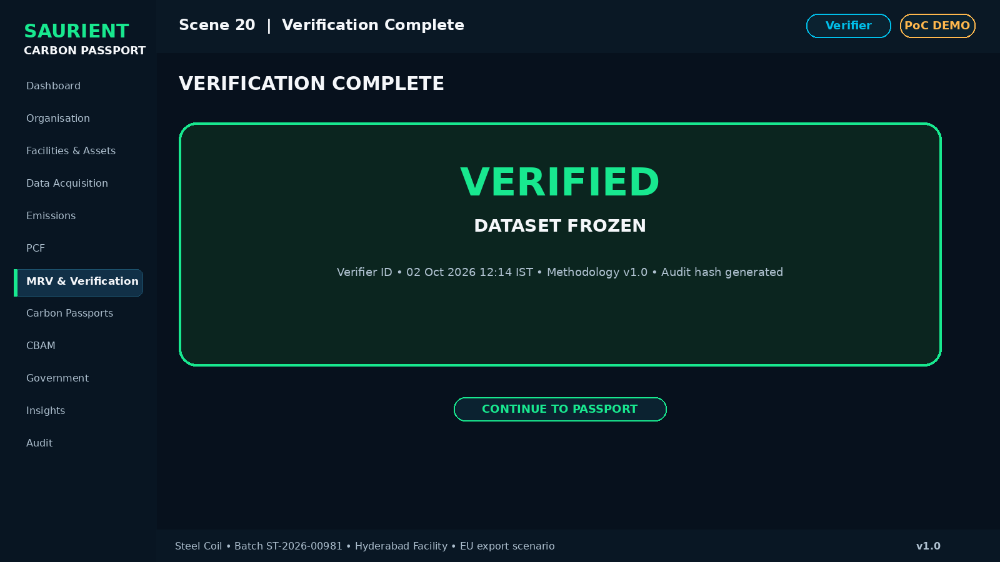 SAURIENT
CARBON PASSPORT
Dashboard
Organisation
Facilities & Assets
Data Acquisition
Emissions
PCF
MRV & Verification
Carbon Passports
CBAM
Government
Insights
Audit
Scene 20 | Verification Complete
Verifier
PoC DEMO
VERIFICATION COMPLETE
VERIFIED
DATASET FROZEN
Verifier ID • 02 Oct 2026 12:14 IST • Methodology v1.0 • Audit hash generated
CONTINUE TO PASSPORT
Steel Coil • Batch ST-2026-00981 • Hyderabad Facility • EU export scenario
v1.0